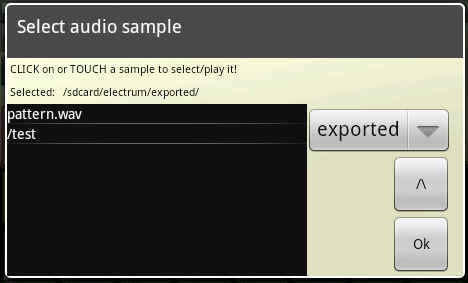 Select audio sample
CLICK on or TOUCH a sample to select/play it!
Selected: /sdcard/electrum/exported/
pattern.wav
/test
exported
/\
Ok